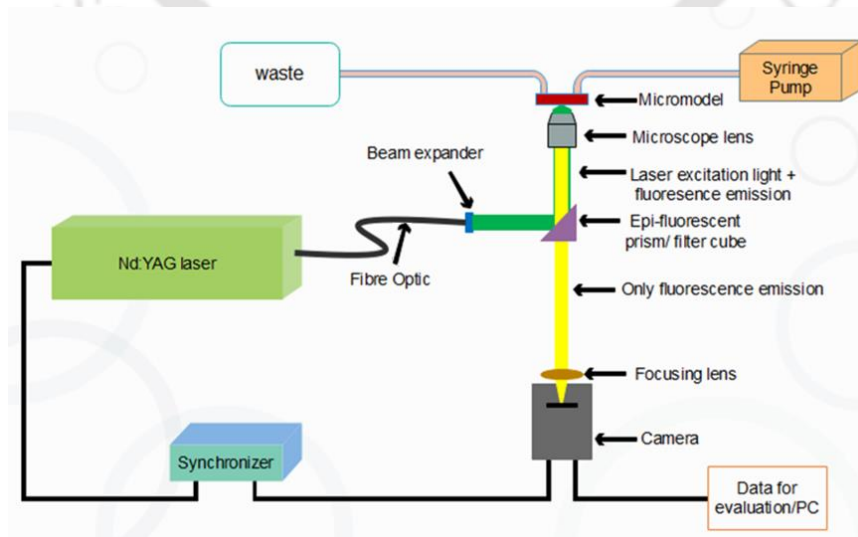 waste
Syringe
Pump
Micromodel
Microscope lens
Beam expander
Laser excitation light +
fluoresence emission
Epi-fluorescent
prism/ filter cube
Nd:YAG laser
Fibre Optic
Only fluorescence emission
Focusing lens
Camera
Synchronizer
Data for
evaluation/PC